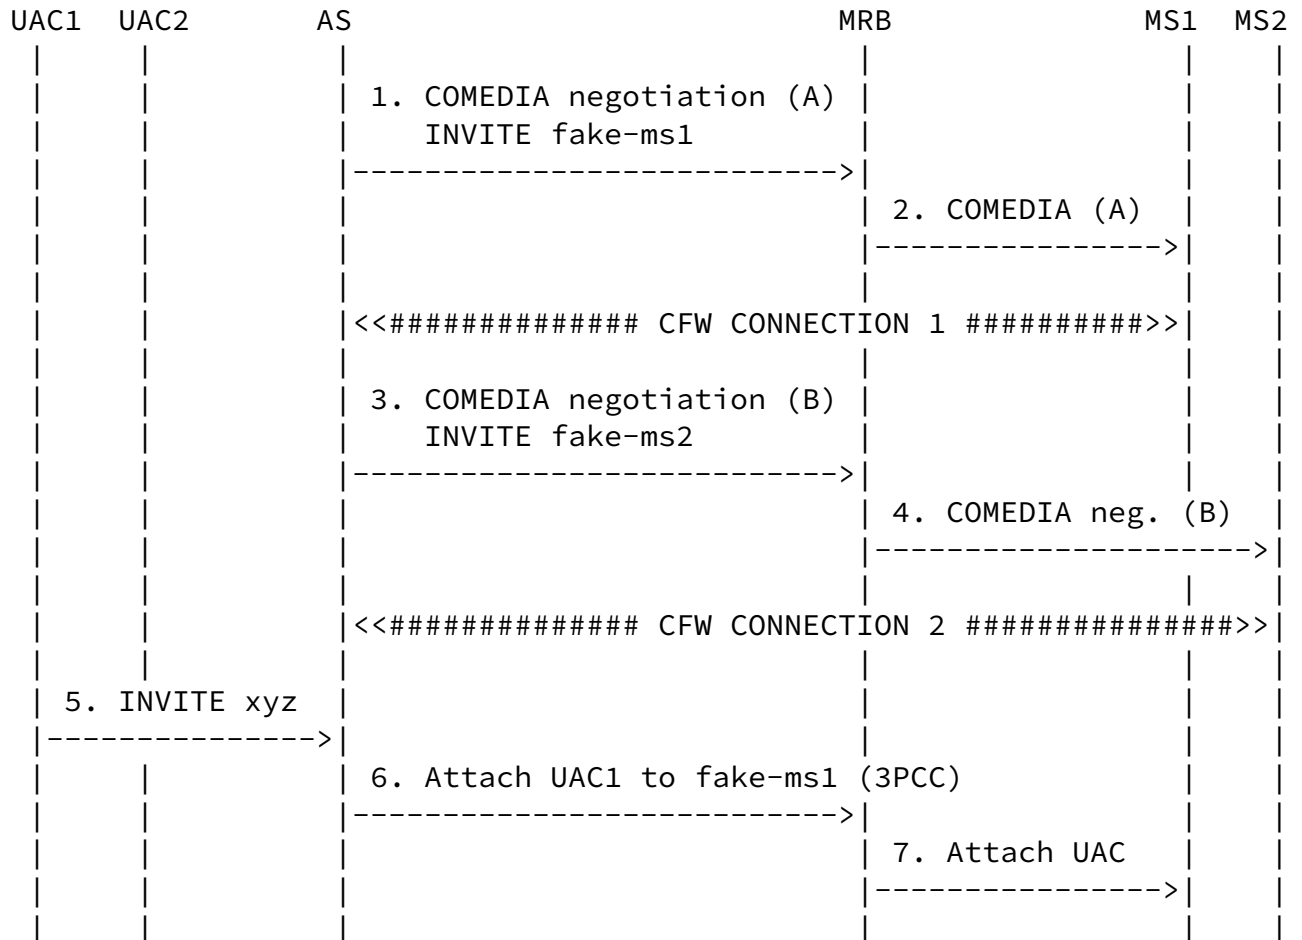 UAC1 UAC2 AS MRB MS1 MS2
1. COMEDIA negotiation (A)
INVITE fake-ms1
2. COMEDIA (A)
<<############## CFW CONNECTION 1 ##########>>
3. COMEDIA negotiation (B)
INVITE fake-ms2
4. COMEDIA neg. (B)
<<############## CFW CONNECTION 2 ###############>>
5. INVITE xyz
6. Attach UAC1 to fake-ms1 (3PCC)
7. Attach UAC